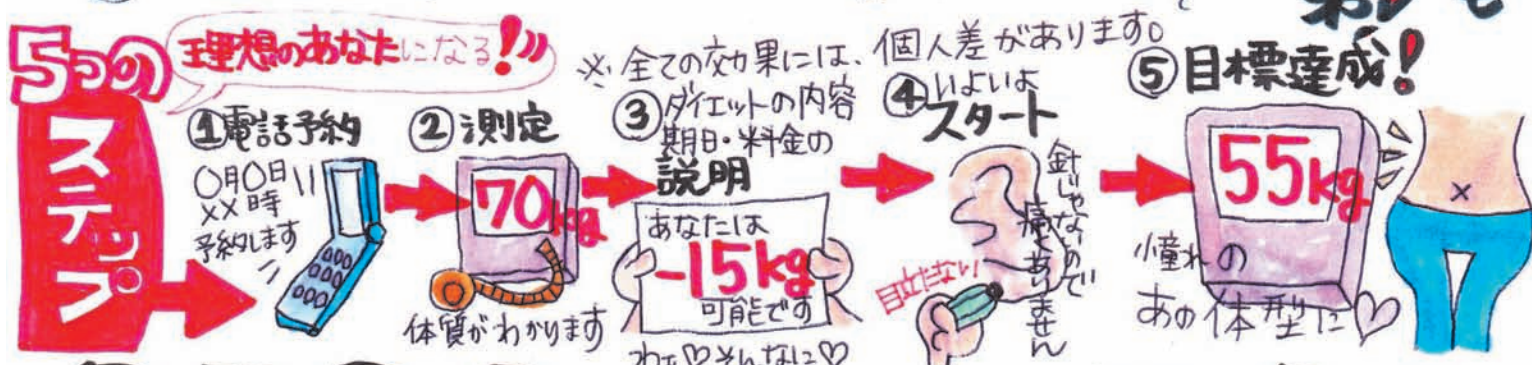 5つの
ステップ
理想のあなたになる!!
※全ての効果には、個人差があります。
①電話予約
〇月〇日
××時
予約します
②測定
70kg
体質がわかります
③ダイエットの内容
期日・料金の
説明
あなたは
-15kg
可能です
そんなに♡
④いよいよ
スタート
針じゃないので
痛くありません
目立たない
⑤目標達成!
55kg
憧れの
あの体型に♡